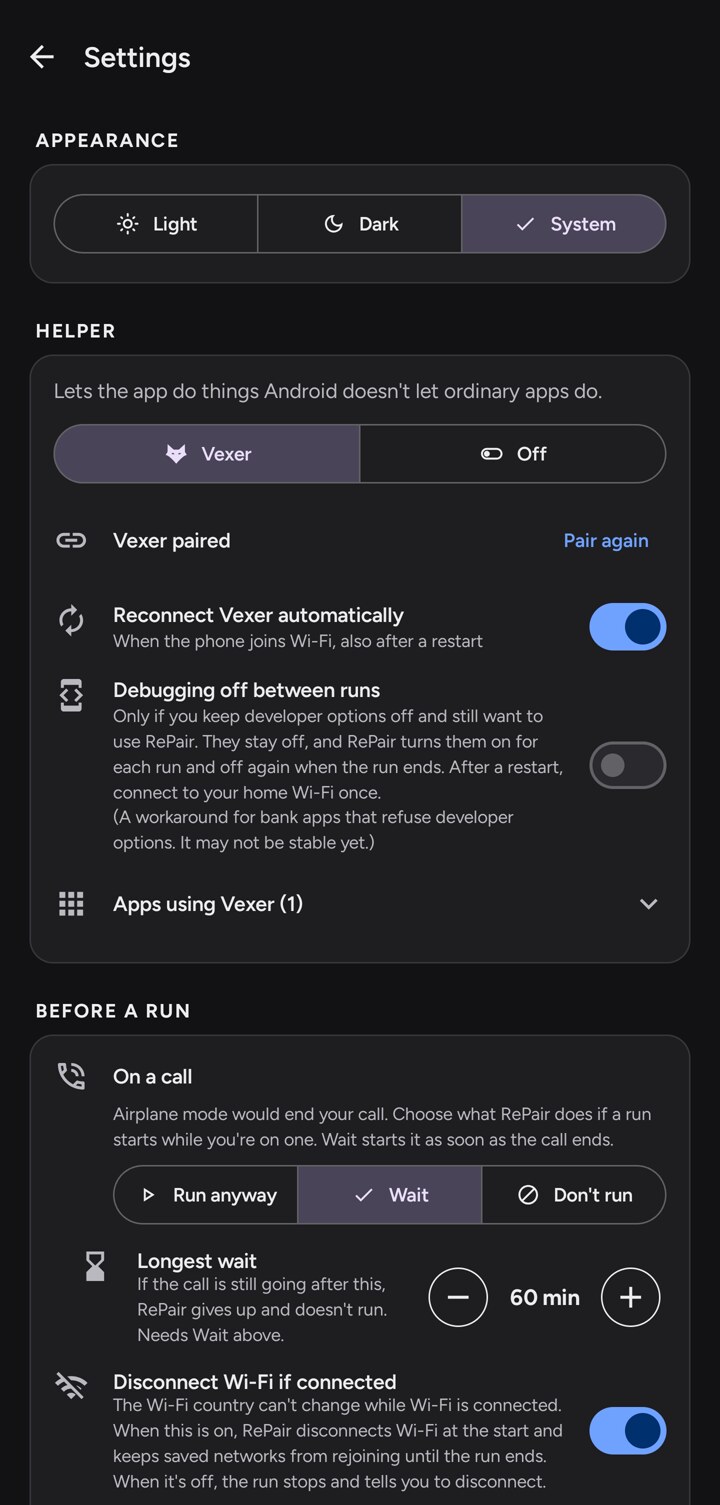 Settings
APPEARANCE
Light
Dark
System
HELPER
Lets the app do things Android doesn't let ordinary apps do.
Vexer
Off
Vexer paired
Pair again
Reconnect Vexer automatically
When the phone joins Wi-Fi, also after a restart
Debugging off between runs
Only if you keep developer options off and still want to
use RePair. They stay off, and RePair turns them on for
each run and off again when the run ends. After a restart,
connect to your home Wi-Fi once.
(A workaround for bank apps that refuse developer
options. It may not be stable yet.)
Apps using Vexer (1)
BEFORE A RUN
On a call
Airplane mode would end your call. Choose what RePair does if a run
starts while you're on one. Wait starts it as soon as the call ends.
Run anyway
Wait
Don't run
Longest wait
If the call is still going after this,
RePair gives up and doesn't run.
Needs Wait above.
60 min
Disconnect Wi-Fi if connected
The Wi-Fi country can't change while Wi-Fi is connected.
When this is on, RePair disconnects Wi-Fi at the start and
keeps saved networks from rejoining until the run ends.
When it's off, the run stops and tells you to disconnect.